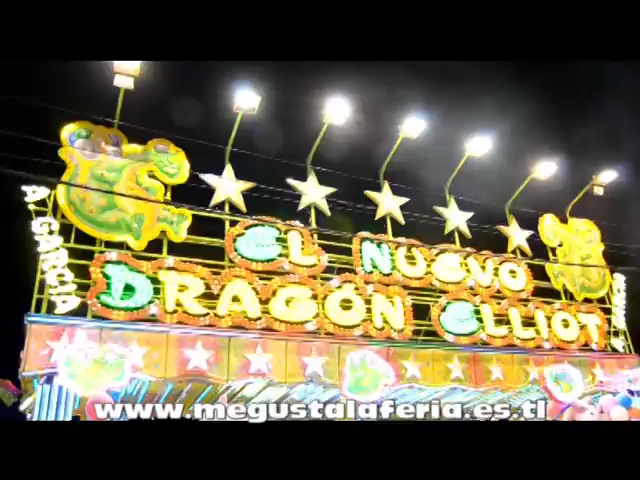 EL NUEVO
DRAGÓN ELLIOT
A. GARCIA
www.megustalaferia.es.tl